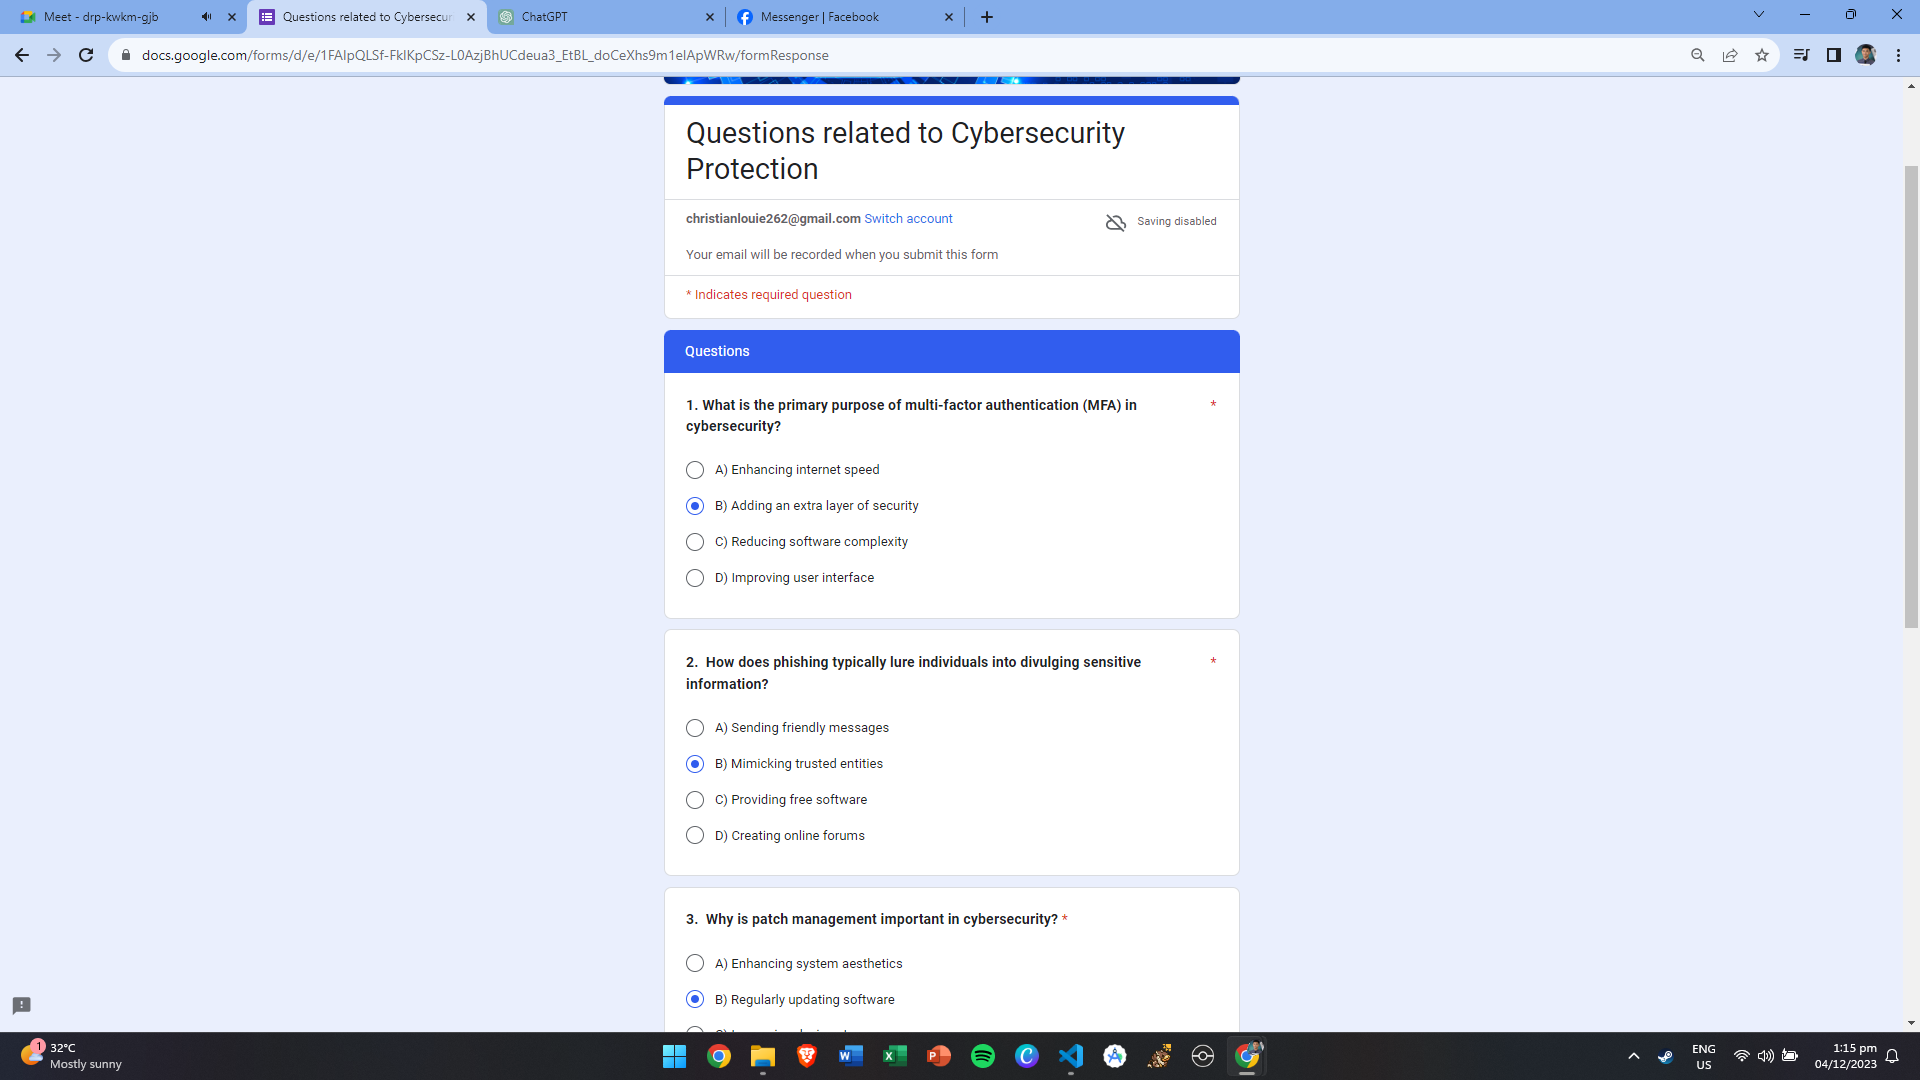 Meet - drp-kwkm-gjb
Questions related to Cybersecur
ChatGPT
Messenger | Facebook
docs.google.com/forms/d/e/1FAIpQLSf-FkIKpCSz-L0AzjBhUCdeua3_EtBL_doCeXhs9m1eIApWRw/formResponse
Questions related to Cybersecurity
Protection
christianlouie262@gmail.com Switch account
Saving disabled
Your email will be recorded when you submit this form
* Indicates required question
Questions
1. What is the primary purpose of multi-factor authentication (MFA) in *
cybersecurity?
A) Enhancing internet speed
B) Adding an extra layer of security
C) Reducing software complexity
D) Improving user interface
2. How does phishing typically lure individuals into divulging sensitive *
information?
A) Sending friendly messages
B) Mimicking trusted entities
C) Providing free software
D) Creating online forums
3. Why is patch management important in cybersecurity? *
A) Enhancing system aesthetics
B) Regularly updating software
1
32°C
Mostly sunny
ENG
US
1:15 pm
04/12/2023